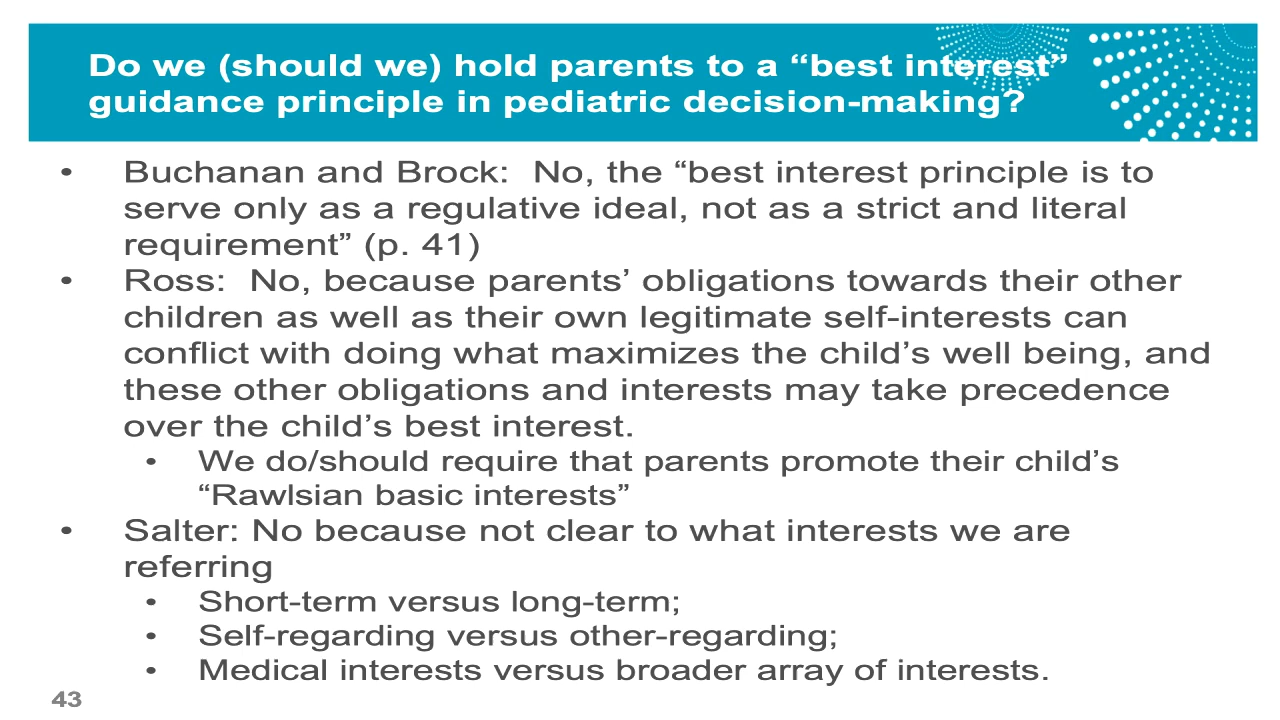 Do we (should we) hold parents to a “best interest”
guidance principle in pediatric decision-making?
• Buchanan and Brock:  No, the “best interest principle is to
serve only as a regulative ideal, not as a strict and literal
requirement” (p. 41)
• Ross:  No, because parents’ obligations towards their other
children as well as their own legitimate self-interests can
conflict with doing what maximizes the child’s well being, and
these other obligations and interests may take precedence
over the child’s best interest.
• We do/should require that parents promote their child’s
“Rawlsian basic interests”
• Salter: No because not clear to what interests we are
referring
• Short-term versus long-term;
• Self-regarding versus other-regarding;
• Medical interests versus broader array of interests.
43